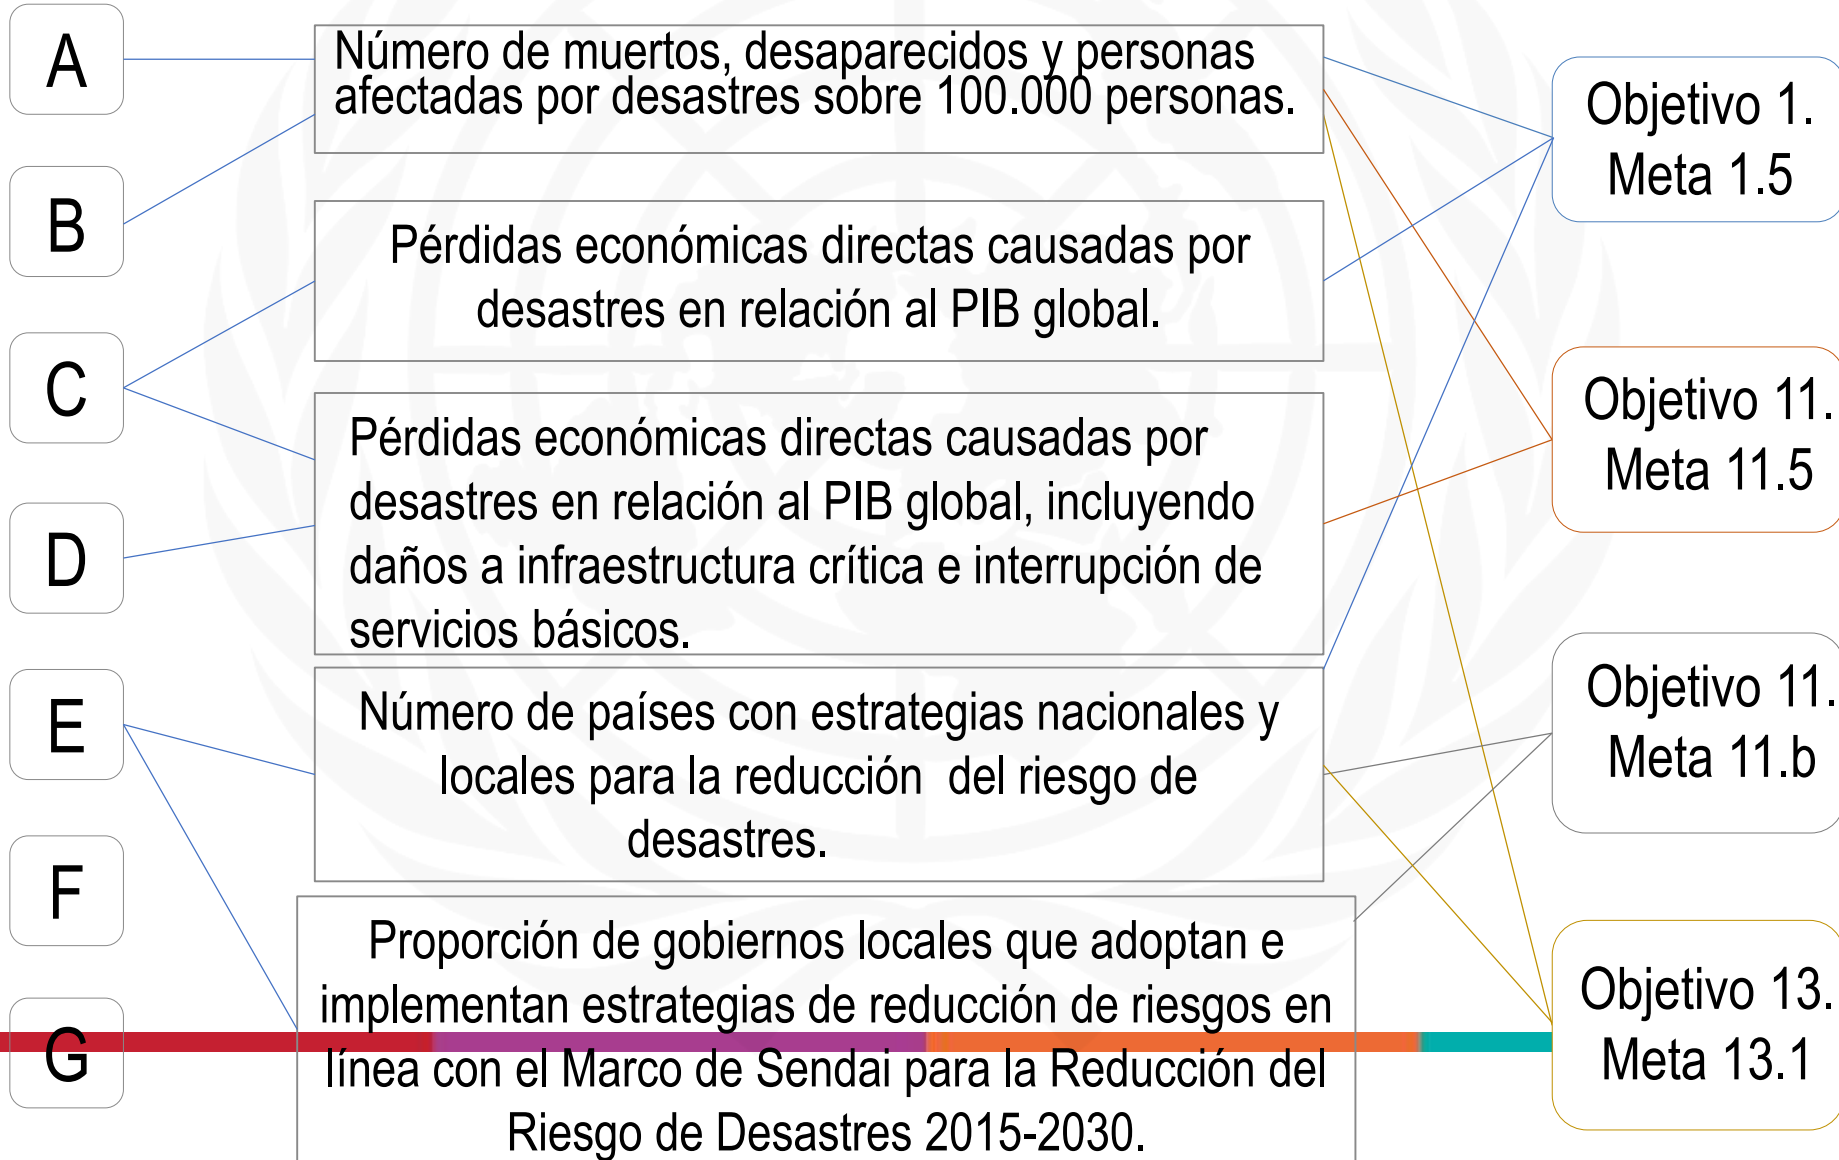 A
B
C
D
E
F
G
Número de muertos, desaparecidos y personas
afectadas por desastres sobre 100.000 personas.
Pérdidas económicas directas causadas por
desastres en relación al PIB global.
Pérdidas económicas directas causadas por
desastres en relación al PIB global, incluyendo
daños a infraestructura crítica e interrupción de
servicios básicos.
Número de países con estrategias nacionales y
locales para la reducción del riesgo de
desastres.
Proporción de gobiernos locales que adoptan e
implementan estrategias de reducción de riesgos en
línea con el Marco de Sendai para la Reducción del
Riesgo de Desastres 2015-2030.
Objetivo 1.
Meta 1.5
Objetivo 11.
Meta 11.5
Objetivo 11.
Meta 11.b
Objetivo 13.
Meta 13.1